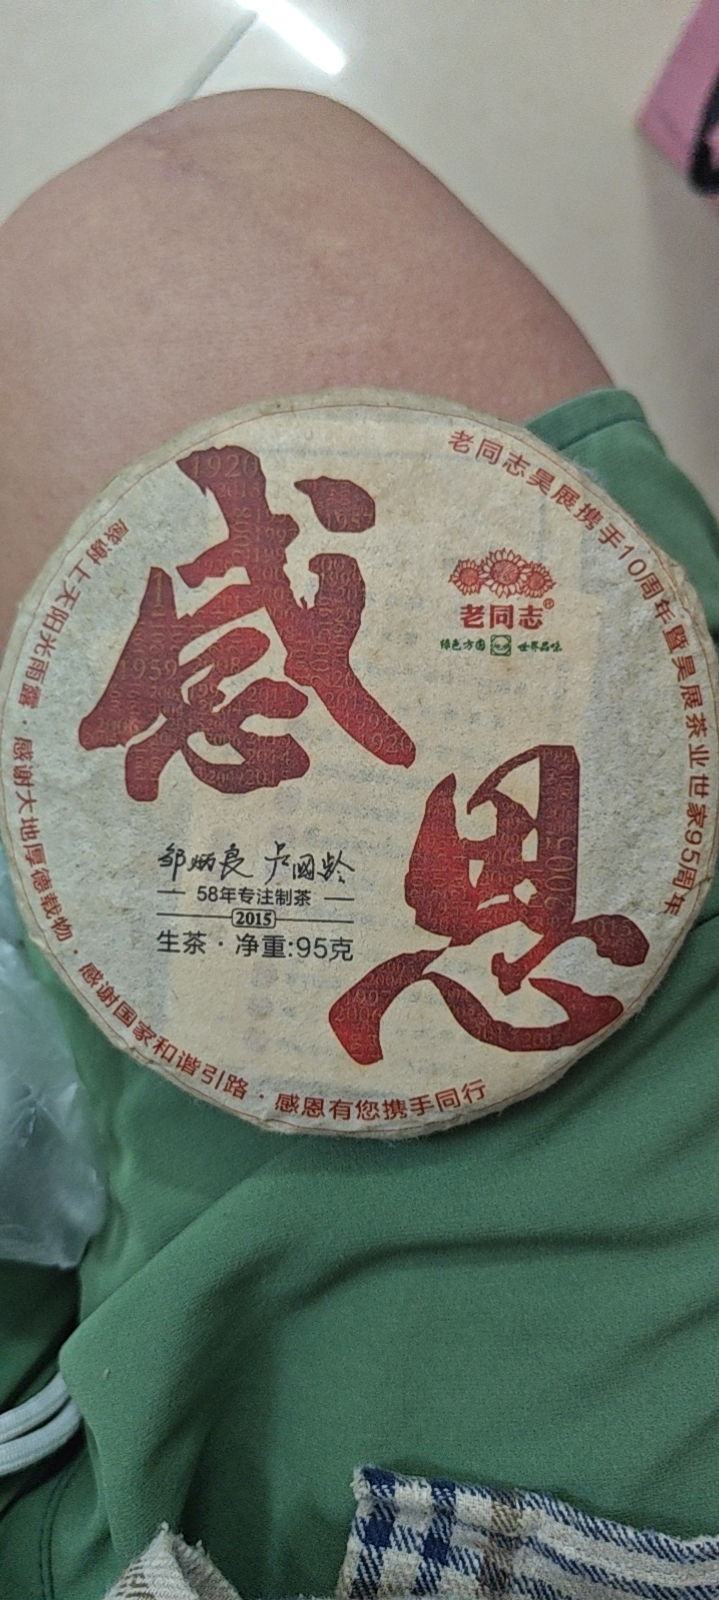 感恩
老同志昊展携手10周年暨昊展茶业世家95周年
老同志®
绿色方圆 世界品味
邹炳良 卢国龄
58年专注制茶
2015
生茶·净重:95克
感谢上天阳光雨露·感谢大地厚德载物·感谢国家和谐引路·感恩有您携手同行